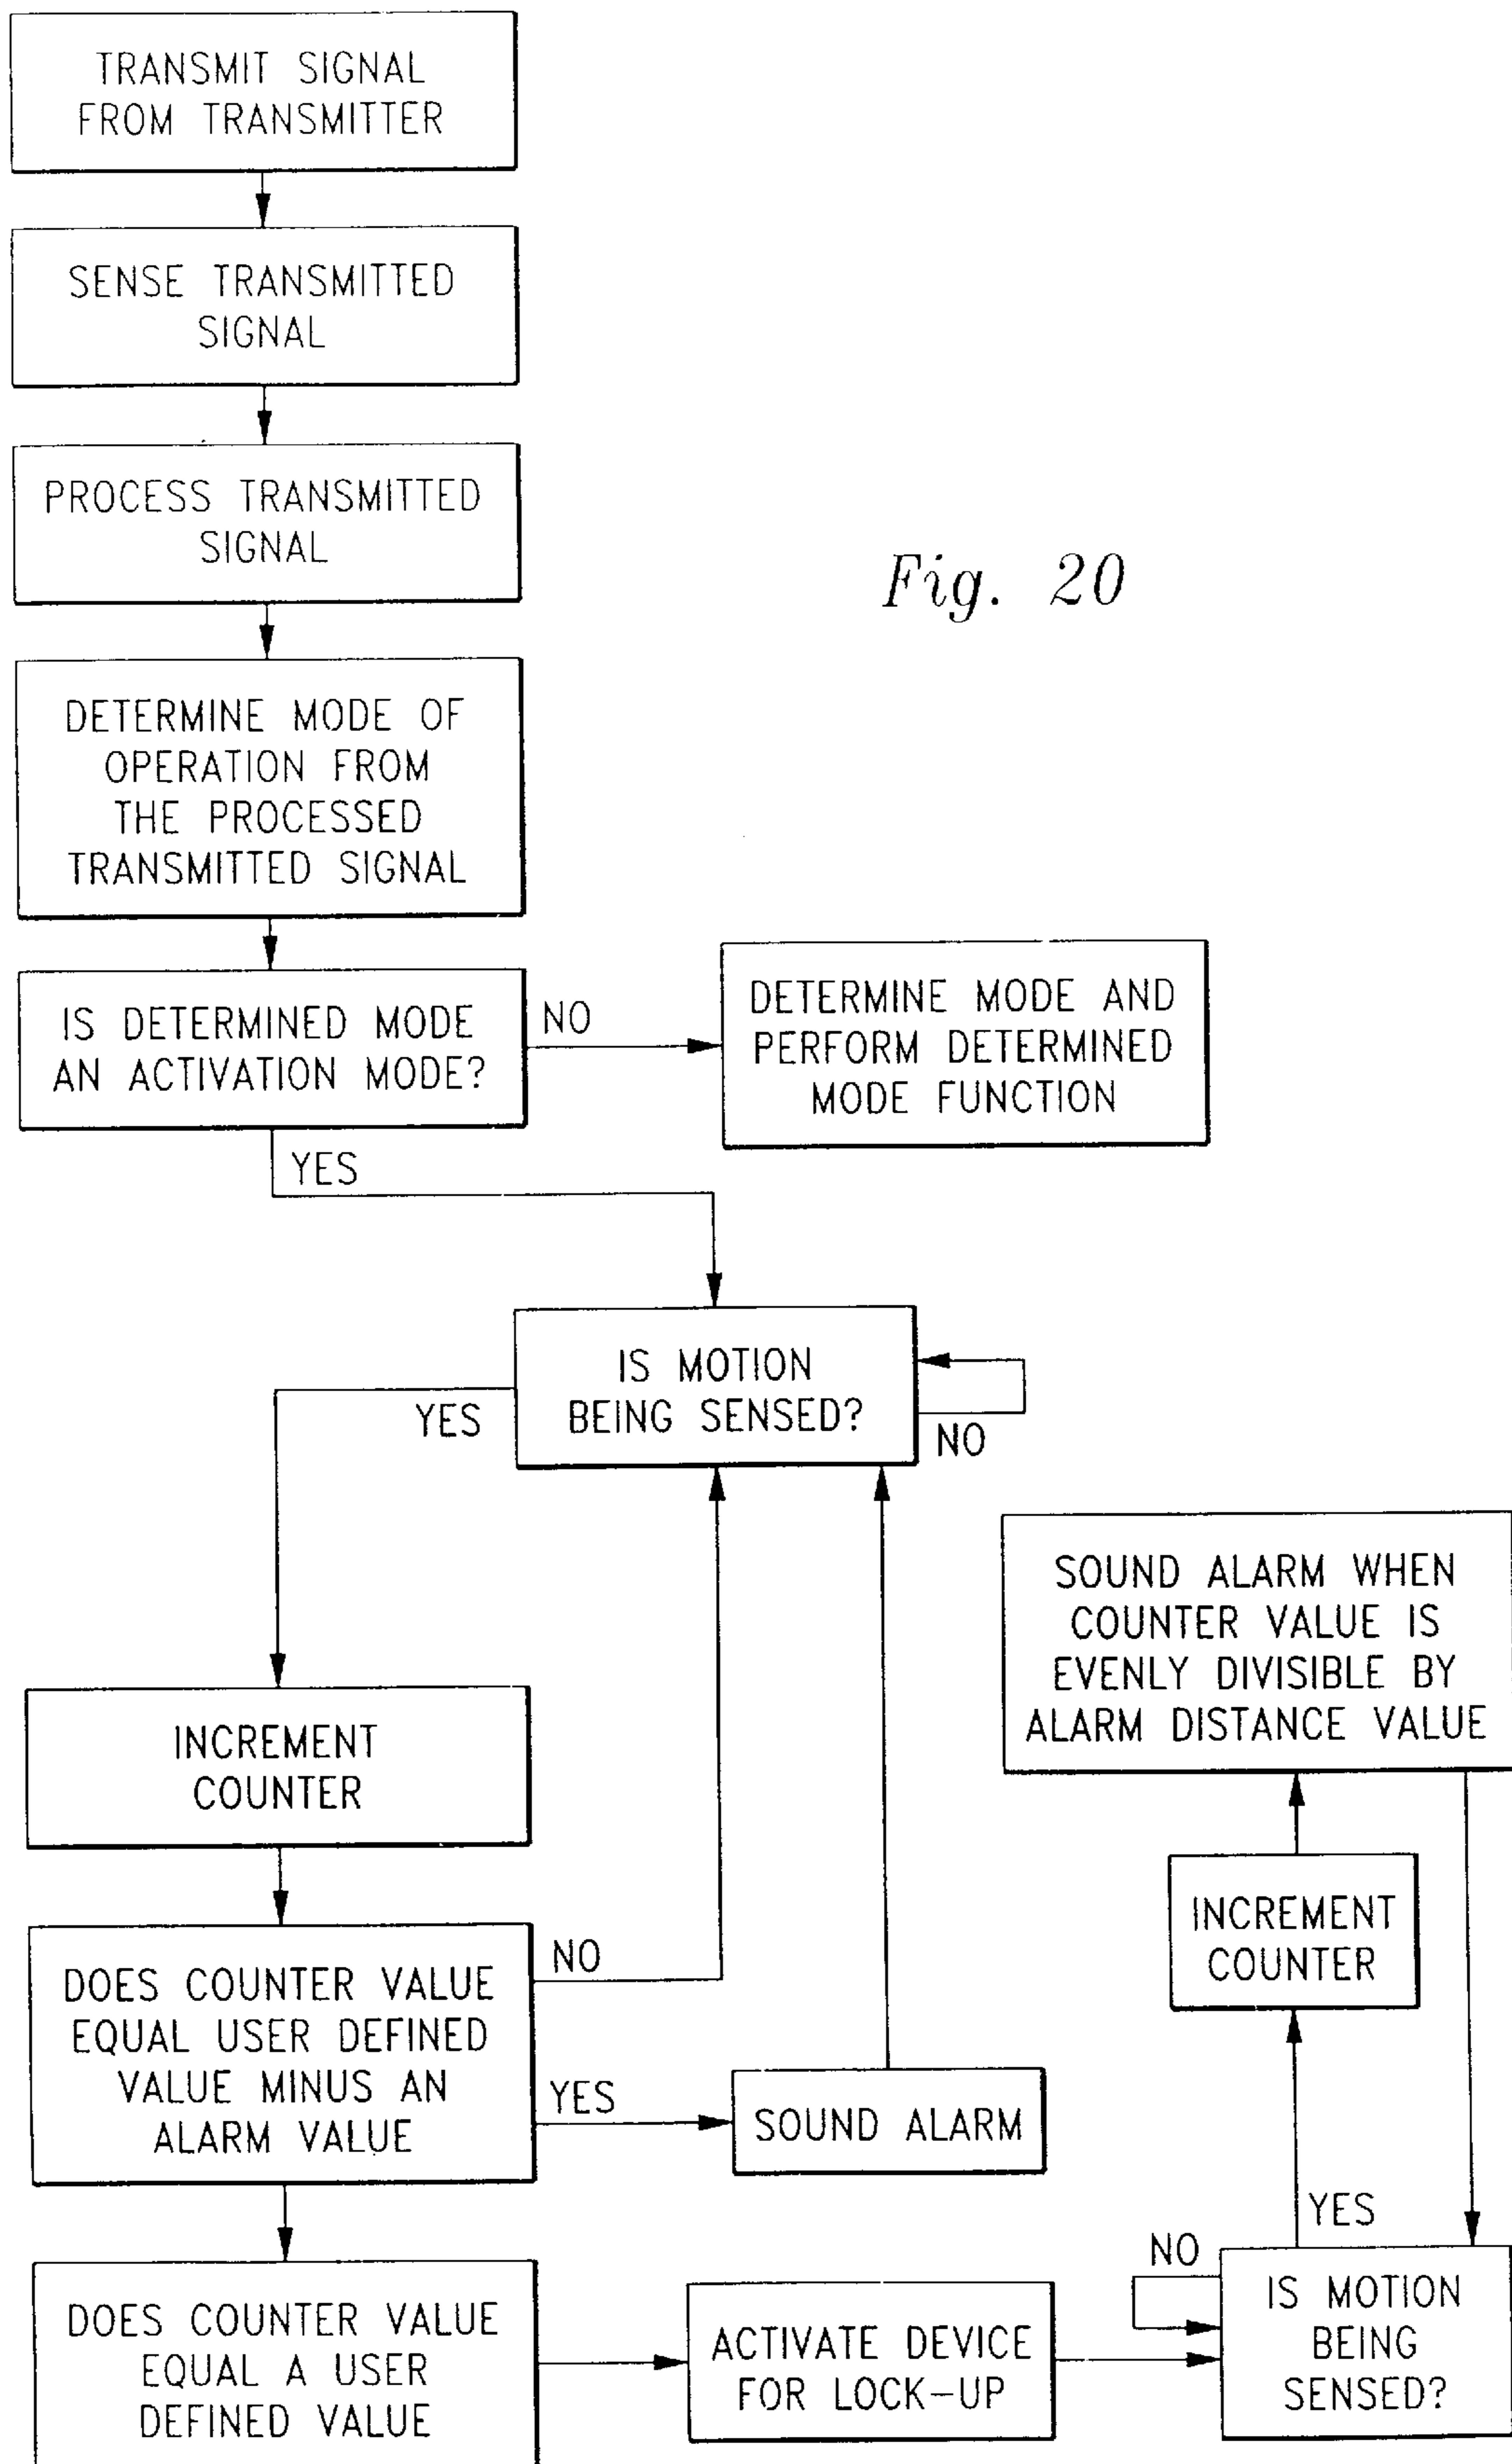 TRANSMIT SIGNAL
FROM TRANSMITTER
SENSE TRANSMITTED
SIGNAL
PROCESS TRANSMITTED
SIGNAL
Fig. 20
DETERMINE MODE OF
OPERATION FROM
THE PROCESSED
TRANSMITTED SIGNAL
IS DETERMINED MODE
AN ACTIVATION MODE?
NO
DETERMINE MODE AND
PERFORM DETERMINED
MODE FUNCTION
YES
IS MOTION
BEING SENSED?
YES
NO
INCREMENT
COUNTER
DOES COUNTER VALUE
EQUAL USER DEFINED
VALUE MINUS AN
ALARM VALUE
NO
YES
SOUND ALARM
DOES COUNTER VALUE
EQUAL A USER
DEFINED VALUE
ACTIVATE DEVICE
FOR LOCK-UP
NO
IS MOTION
BEING
SENSED?
YES
INCREMENT
COUNTER
SOUND ALARM WHEN
COUNTER VALUE IS
EVENLY DIVISIBLE BY
ALARM DISTANCE VALUE